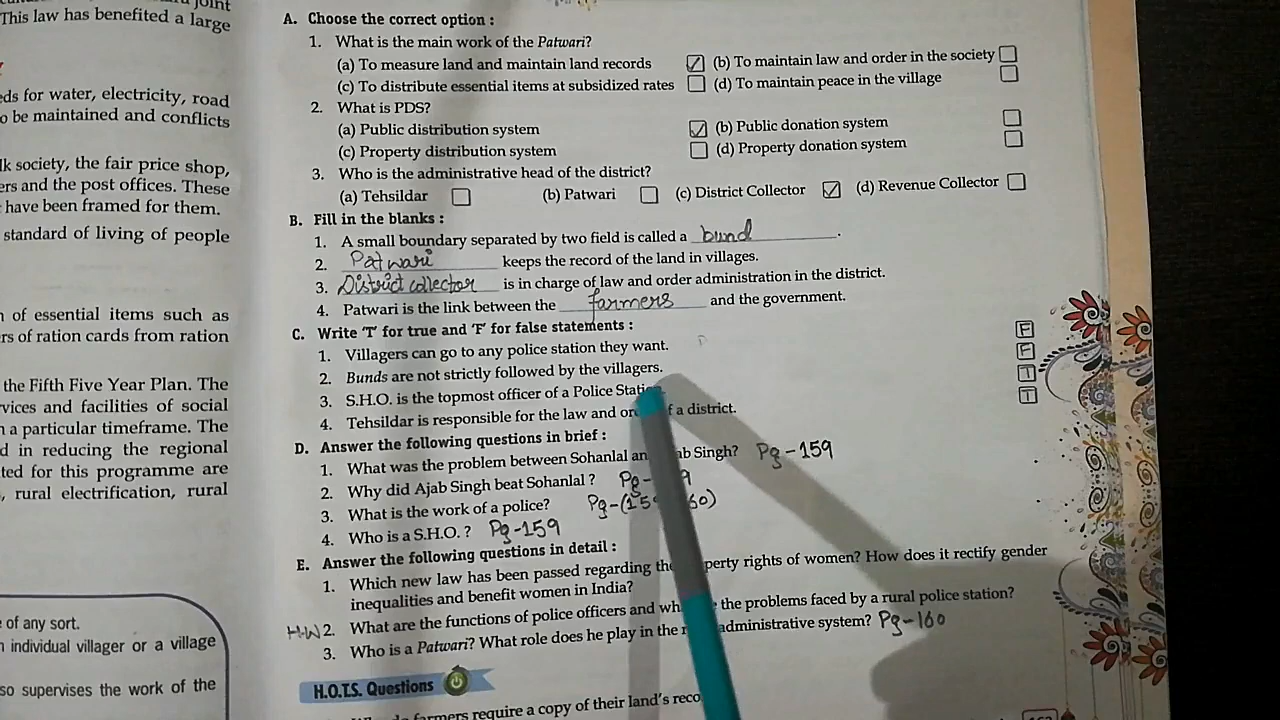 joint
This law has benefited a large
eds for water, electricity, road
o be maintained and conflicts
lk society, the fair price shop,
ers and the post offices. These
have been framed for them.
standard of living of people
n of essential items such as
rs of ration cards from ration
the Fifth Five Year Plan. The
vices and facilities of social
n a particular timeframe. The
d in reducing the regional
ted for this programme are
, rural electrification, rural
e of any sort.
n individual villager or a village
so supervises the work of the
A. Choose the correct option :
1. What is the main work of the Patwari?
(a) To measure land and maintain land records ☑ (b) To maintain law and order in the society ☐
(c) To distribute essential items at subsidized rates ☐ (d) To maintain peace in the village ☐
2. What is PDS?
(a) Public distribution system ☑ (b) Public donation system ☐
(c) Property distribution system ☐ (d) Property donation system ☐
3. Who is the administrative head of the district?
(a) Tehsildar ☐ (b) Patwari ☐ (c) District Collector ☑ (d) Revenue Collector ☐
B. Fill in the blanks :
1. A small boundary separated by two field is called a bund.
2. Patwari keeps the record of the land in villages.
3. District collector is in charge of law and order administration in the district.
4. Patwari is the link between the farmers and the government.
C. Write 'T' for true and 'F' for false statements :
1. Villagers can go to any police station they want. F
2. Bunds are not strictly followed by the villagers. F
3. S.H.O. is the topmost officer of a Police Station. T
4. Tehsildar is responsible for the law and or f a district. T
D. Answer the following questions in brief :
1. What was the problem between Sohanlal an ab Singh? Pg-159
2. Why did Ajab Singh beat Sohanlal ? Pg- 9
3. What is the work of a police? Pg-(15 60)
4. Who is a S.H.O. ? Pg-159
E. Answer the following questions in detail :
1. Which new law has been passed regarding the perty rights of women? How does it rectify gender
inequalities and benefit women in India?
H.W 2. What are the functions of police officers and wh the problems faced by a rural police station?
3. Who is a Patwari? What role does he play in the r administrative system? Pg-160
H.O.T.S. Questions
farmers require a copy of their land's reco